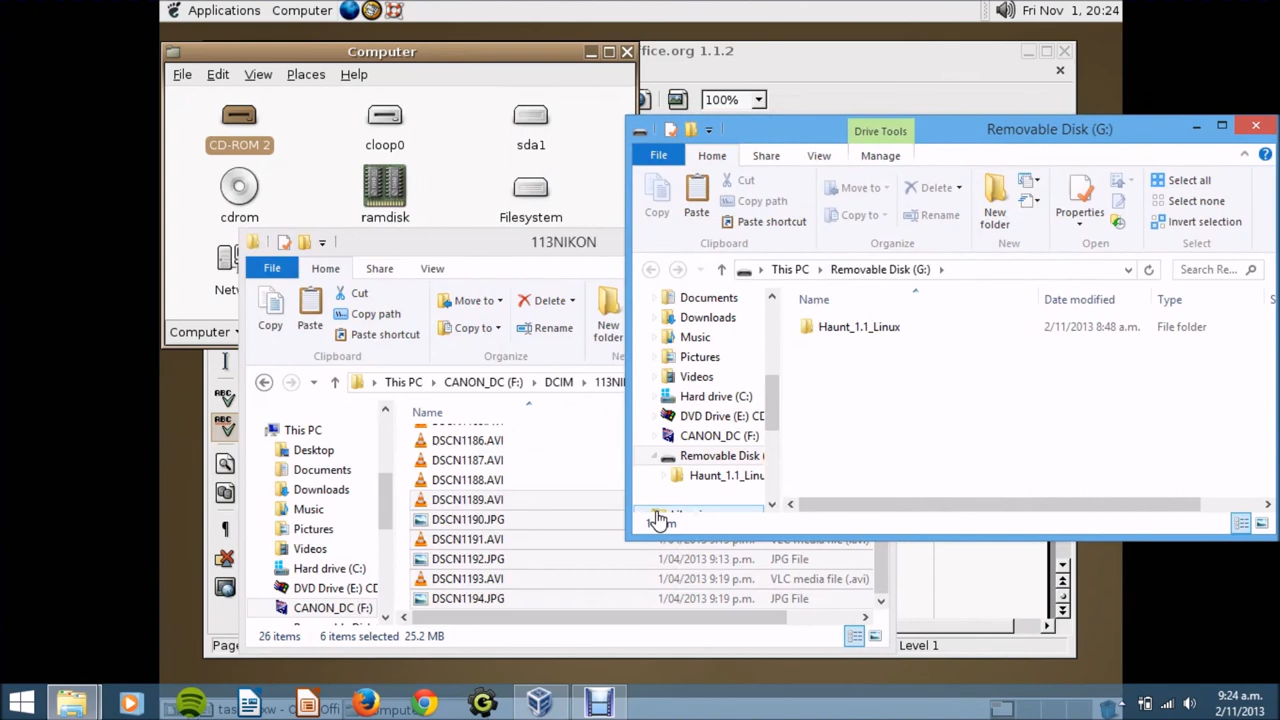 Applications Computer
Fri Nov 1, 20:24
Computer
File Edit View Places Help
CD-ROM 2
cloop0
sda1
cdrom
ramdisk
Filesystem
Computer
ffice.org 1.1.2
100%
113NIKON
File Home Share View
Copy
Paste
Cut
Copy path
Paste shortcut
Clipboard
Move to
Copy to
Delete
Rename
Organize
New
folder
This PC CANON_DC (F:) DCIM
This PC
Desktop
Documents
Downloads
Music
Pictures
Videos
Hard drive (C:)
DVD Drive (E:) CD
CANON_DC (F:)
Name
DSCN1186.AVI
DSCN1187.AVI
DSCN1188.AVI
DSCN1189.AVI
DSCN1190.JPG
DSCN1191.AVI
DSCN1192.JPG 1/04/2013 9:13 p.m. JPG File
DSCN1193.AVI 1/04/2013 9:19 p.m. VLC media file (.avi)
DSCN1194.JPG 1/04/2013 9:19 p.m. JPG File
26 items 6 items selected 25.2 MB
Drive Tools
Removable Disk (G:)
File Home Share View Manage
Copy
Paste
Cut
Copy path
Paste shortcut
Clipboard
Move to
Copy to
Delete
Rename
Organize
New
folder
New
Properties
Open
Select all
Select none
Invert selection
Select
This PC Removable Disk (G:)
Search Re...
Documents
Downloads
Music
Pictures
Videos
Hard drive (C:)
DVD Drive (E:) CD
CANON_DC (F:)
Removable Disk (
Haunt_1.1_Linu
Name Date modified Type
Haunt_1.1_Linux 2/11/2013 8:48 a.m. File folder
Level 1
9:24 a.m.
2/11/2013